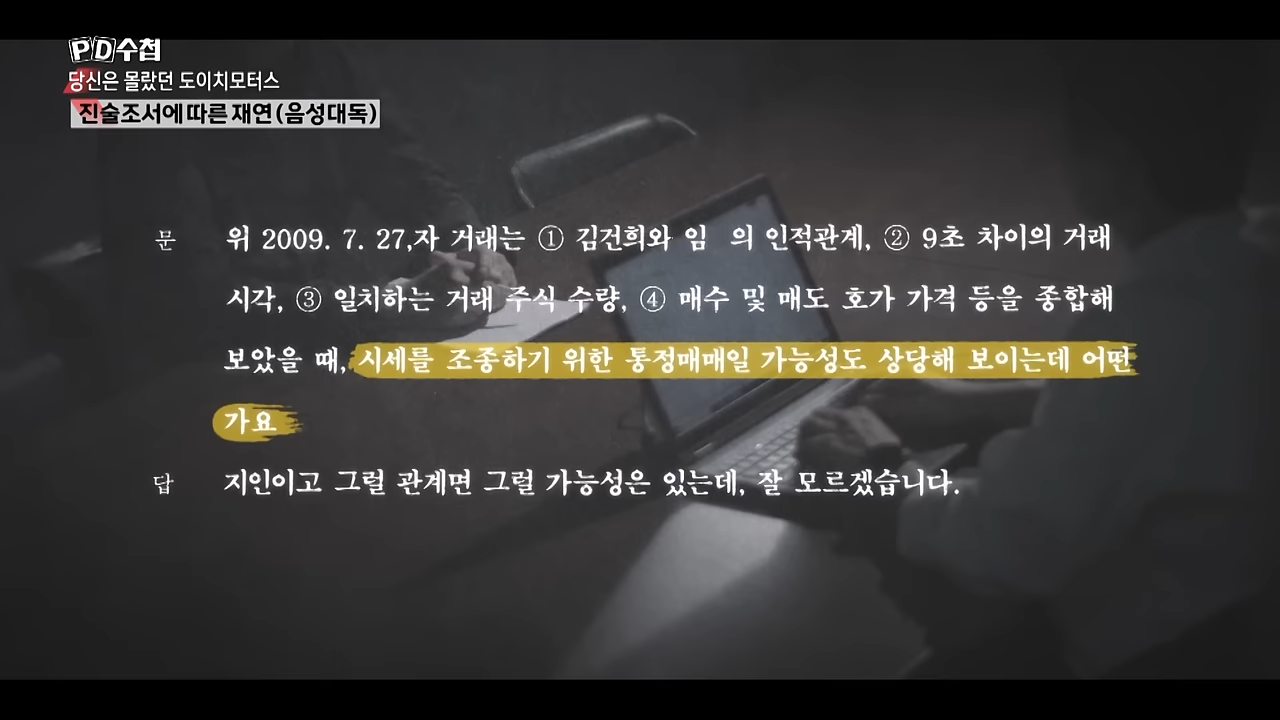 PD수첩
당신은 몰랐던 도이치모터스
진술조서에 따른 재연(음성대독)
문 위 2009. 7. 27,자 거래는 ① 김건희와 임 의 인적관계, ② 9초 차이의 거래
시각, ③ 일치하는 거래 주식 수량, ④ 매수 및 매도 호가 가격 등을 종합해
보았을 때, 시세를 조종하기 위한 통정매매일 가능성도 상당해 보이는데 어떤
가요
답 지인이고 그럴 관계면 그럴 가능성은 있는데, 잘 모르겠습니다.